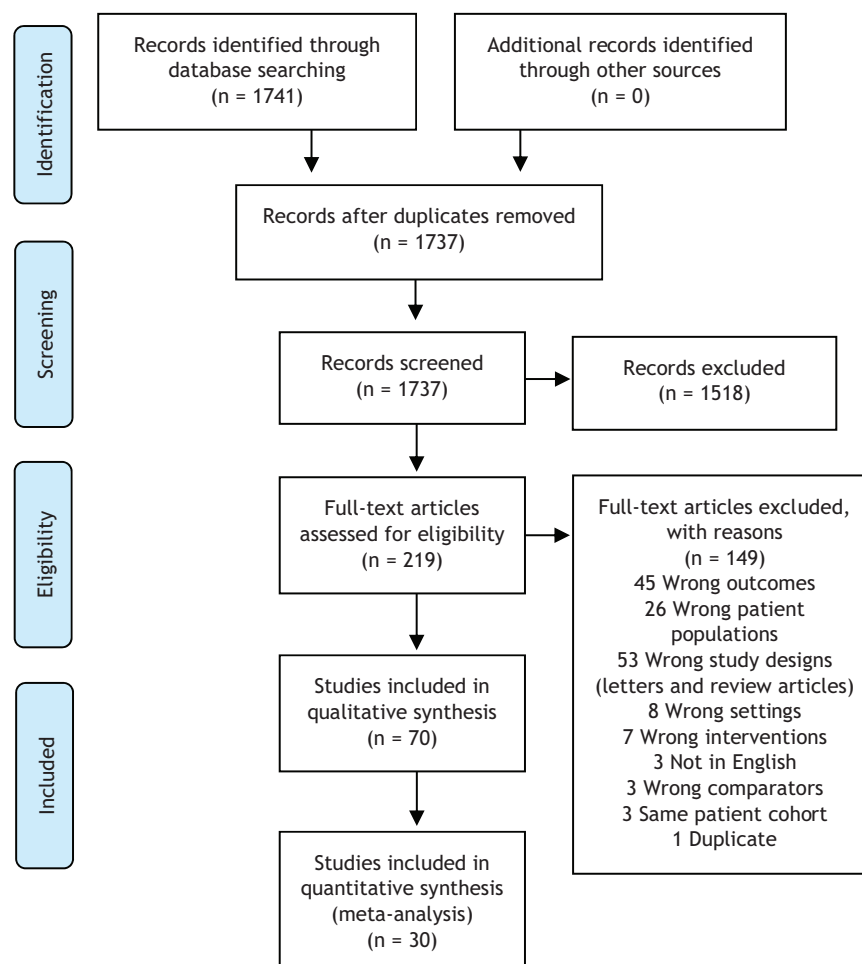 Identification
Records identified through
database searching
(n = 1741)
Additional records identified
through other sources
(n = 0)
Records after duplicates removed
(n = 1737)
Screening
Records screened
(n = 1737)
Records excluded
(n = 1518)
Eligibility
Full-text articles
assessed for eligibility
(n = 219)
Full-text articles excluded,
with reasons
(n = 149)
45 Wrong outcomes
26 Wrong patient
populations
53 Wrong study designs
(letters and review articles)
8 Wrong settings
7 Wrong interventions
3 Not in English
3 Wrong comparators
3 Same patient cohort
1 Duplicate
Included
Studies included in
qualitative synthesis
(n = 70)
Studies included in
quantitative synthesis
(meta-analysis)
(n = 30)